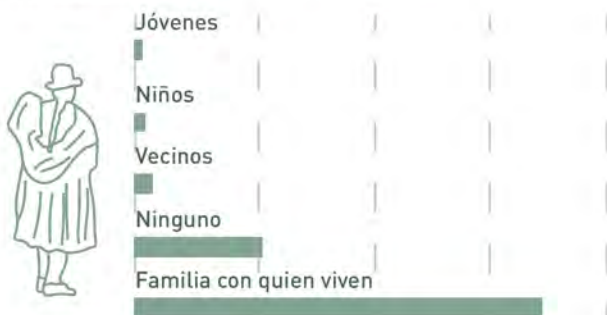 Jóvenes
Niños
Vecinos
Ninguno
Familia con quien viven